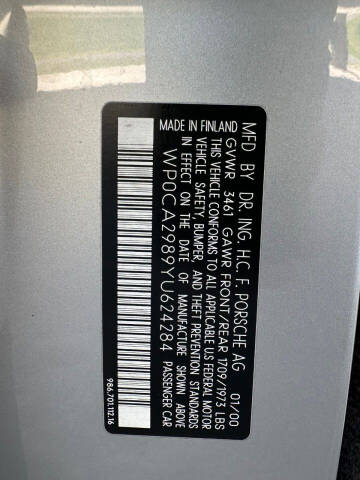 MFD BY DR. ING. H.C. F. PORSCHE AG 01/00
GVWR 3461 GAWR FRONT/REAR 1709/1973 LBS
THIS VEHICLE CONFORMS TO ALL APPLICABLE U.S FEDERAL MOTOR
VEHICLE SAFETY, BUMPER, AND THEFT PREVENTION STANDARDS
IN EFFECT ON THE DATE OF MANUFACTURE SHOWN ABOVE
WP0CA2989YU624284 PASSENGER CAR
MADE IN FINLAND
986.701.112.16